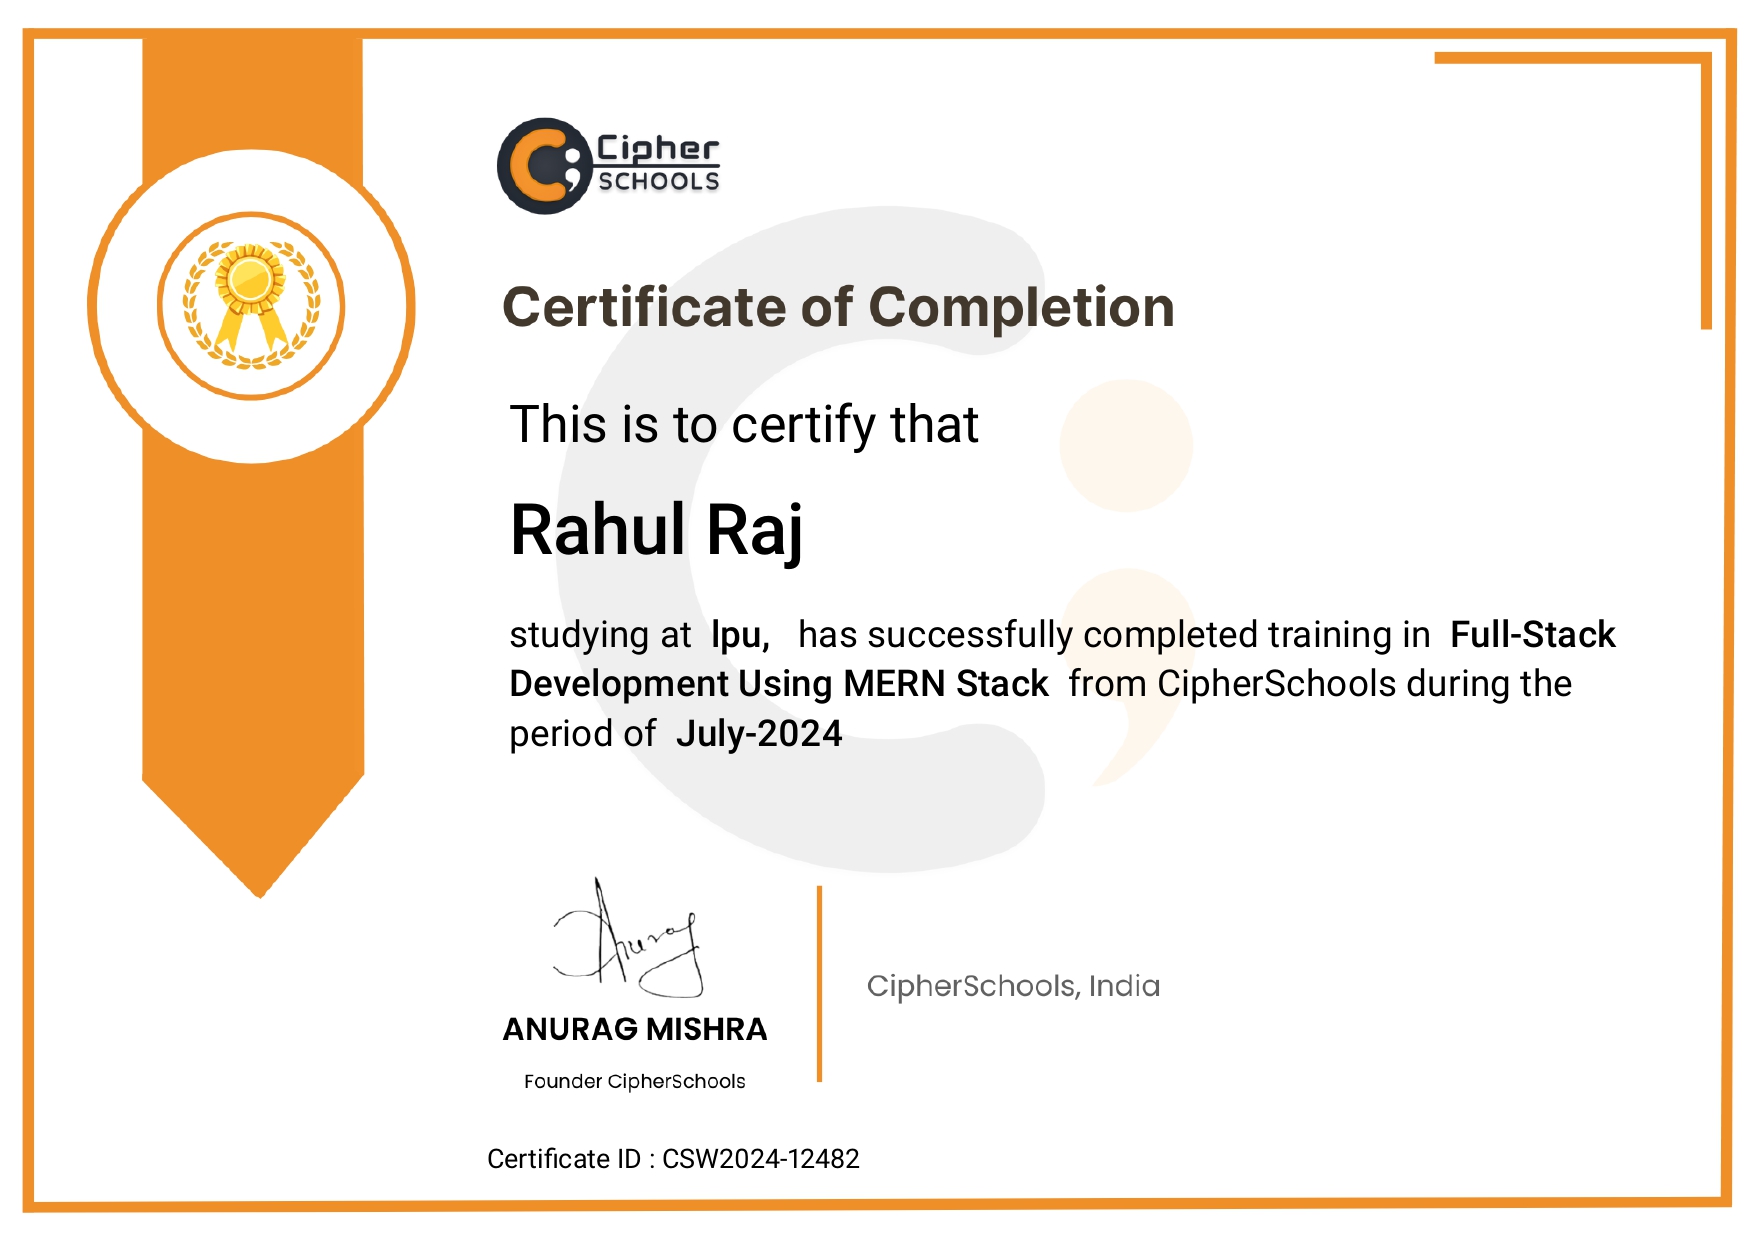 Cipher
SCHOOLS
Certificate of Completion
This is to certify that
Rahul Raj
studying at lpu, has successfully completed training in Full-Stack
Development Using MERN Stack from CipherSchools during the
period of July-2024
Anurag
ANURAG MISHRA
Founder CipherSchools
CipherSchools, India
Certificate ID : CSW2024-12482